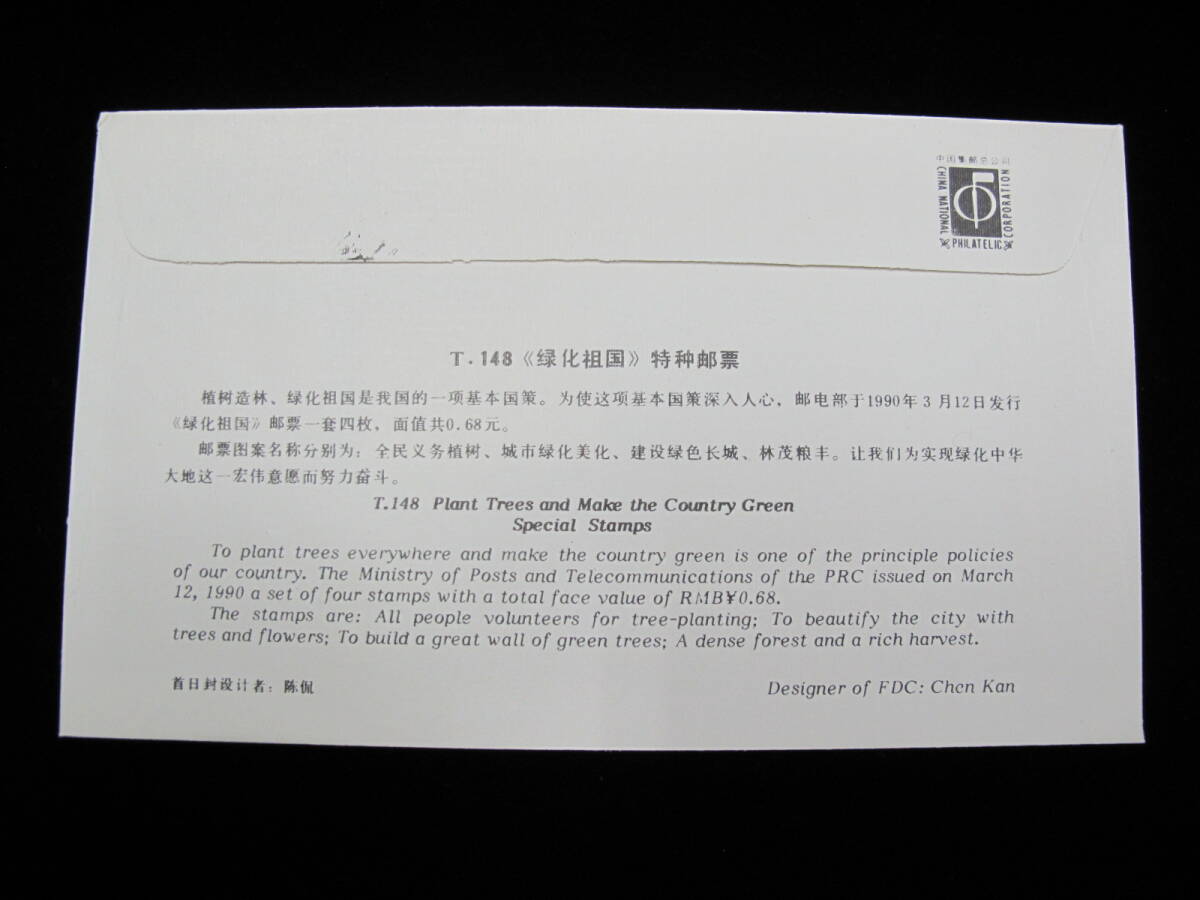 中国集邮总公司
CHINA NATIONAL
PHILATELIC
CORPORATION
T.148《绿化祖国》特种邮票
植树造林、绿化祖国是我国的一项基本国策。为使这项基本国策深入人心，邮电部于1990年3月12日发行
《绿化祖国》邮票一套四枚，面值共0.68元。
邮票图案名称分别为：全民义务植树、城市绿化美化、建设绿色长城、林茂粮丰。让我们为实现绿化中华
大地这一宏伟意愿而努力奋斗。
T.148 Plant Trees and Make the Country Green
Special Stamps
To plant trees everywhere and make the country green is one of the principle policies
of our country. The Ministry of Posts and Telecommunications of the PRC issued on March
12, 1990 a set of four stamps with a total face value of RMB¥0.68.
The stamps are: All people volunteers for tree-planting; To beautify the city with
trees and flowers; To build a great wall of green trees; A dense forest and a rich harvest.
首日封设计者：陈侃
Designer of FDC: Chen Kan